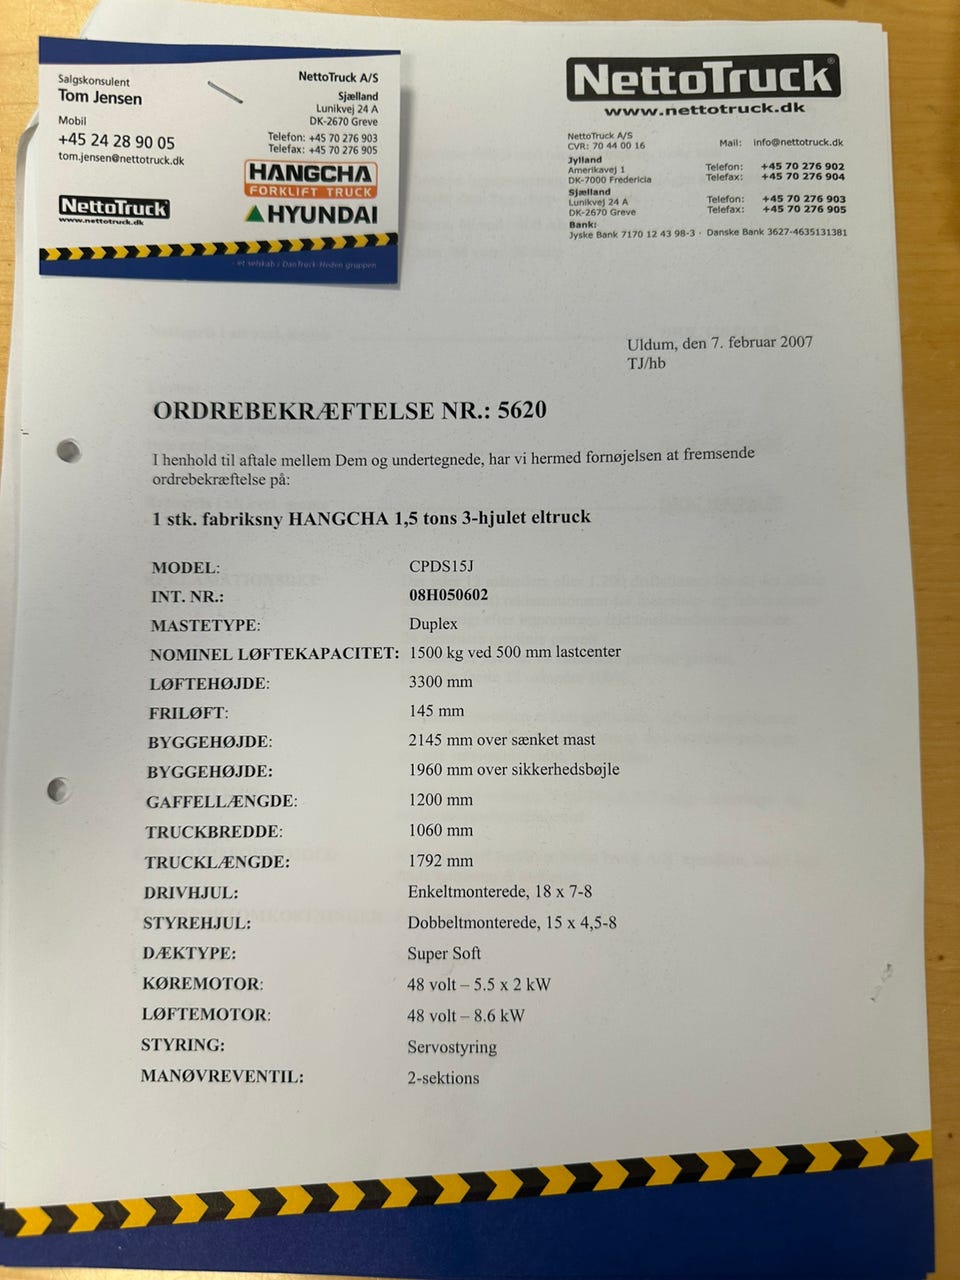 Salgskonsulent
Tom Jensen
Mobil
+45 24 28 90 05
tom.jensen@nettotruck.dk
NettoTruck
www.nettotruck.dk
NettoTruck A/S
Sjælland
Lunikvej 24 A
DK-2670 Greve
Telefon: +45 70 276 903
Telefax: +45 70 276 905
HANGCHA
FORKLIFT TRUCK
HYUNDAI
- et selskab i DanTruck-Heden gruppen
NettoTruck®
www.nettotruck.dk
NettoTruck A/S
CVR: 70 44 00 16 Mail: info@nettotruck.dk
Jylland
Amerikavej 1 Telefon: +45 70 276 902
DK-7000 Fredericia Telefax: +45 70 276 904
Sjælland
Lunikvej 24 A Telefon: +45 70 276 903
DK-2670 Greve Telefax: +45 70 276 905
Bank:
Jyske Bank 7170 12 43 98-3 · Danske Bank 3627-4635131381
Uldum, den 7. februar 2007
TJ/hb
ORDREBEKRÆFTELSE NR.: 5620
I henhold til aftale mellem Dem og undertegnede, har vi hermed fornøjelsen at fremsende
ordrebekræftelse på:
1 stk. fabriksny HANGCHA 1,5 tons 3-hjulet eltruck
MODEL: CPDS15J
INT. NR.: 08H050602
MASTETYPE: Duplex
NOMINEL LØFTEKAPACITET: 1500 kg ved 500 mm lastcenter
LØFTEHØJDE: 3300 mm
FRILØFT: 145 mm
BYGGEHØJDE: 2145 mm over sænket mast
BYGGEHØJDE: 1960 mm over sikkerhedsbøjle
GAFFELLÆNGDE: 1200 mm
TRUCKBREDDE: 1060 mm
TRUCKLÆNGDE: 1792 mm
DRIVHJUL: Enkeltmonterede, 18 x 7-8
STYREHJUL: Dobbeltmonterede, 15 x 4,5-8
DÆKTYPE: Super Soft
KØREMOTOR: 48 volt – 5.5 x 2 kW
LØFTEMOTOR: 48 volt – 8.6 kW
STYRING: Servostyring
MANØVREVENTIL: 2-sektions